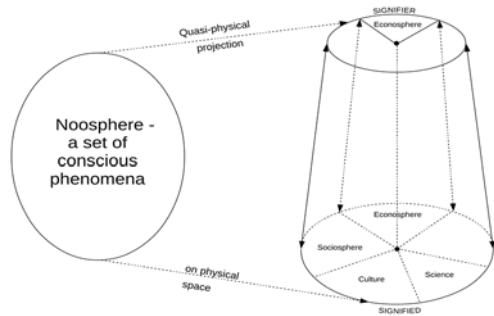 SIGNIFIER
Quasi-physical
projection
Econosphere
Noosphere -
a set of
conscious
phenomena
Econosphere
Sociosphere
Culture
Science
on physical
space
SIGNIFIED